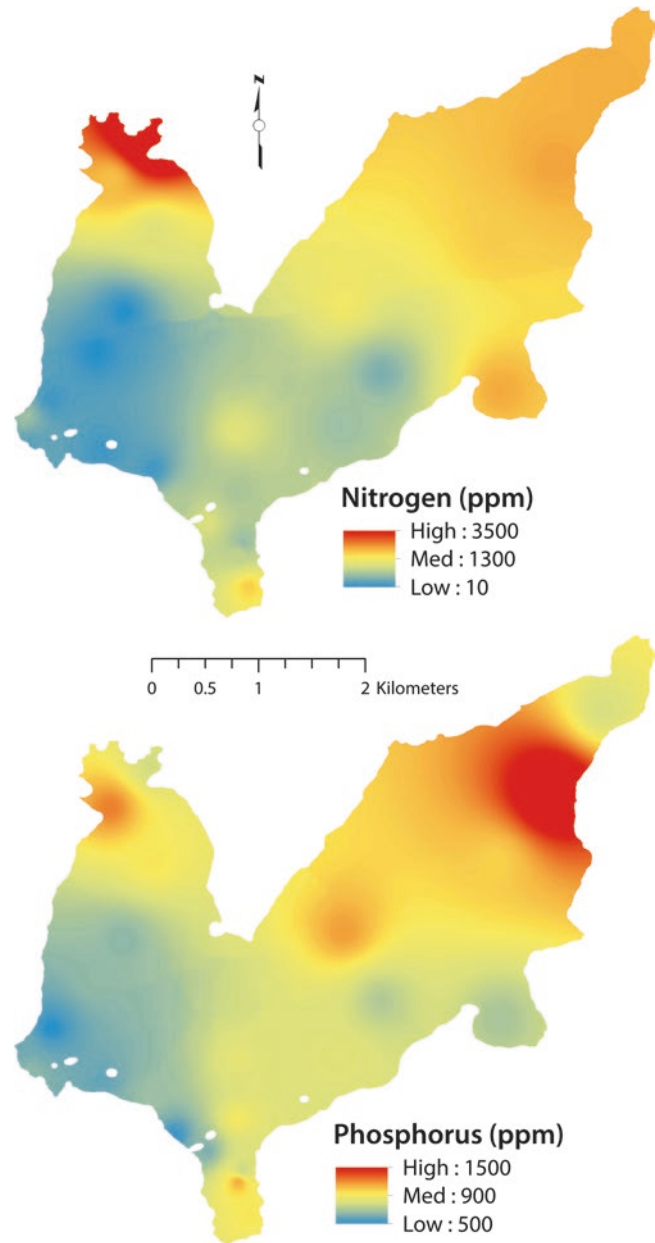 z
Nitrogen (ppm)
High : 3500
Med : 1300
Low : 10
0 0.5 1 2 Kilometers
Phosphorus (ppm)
High : 1500
Med : 900
Low : 500